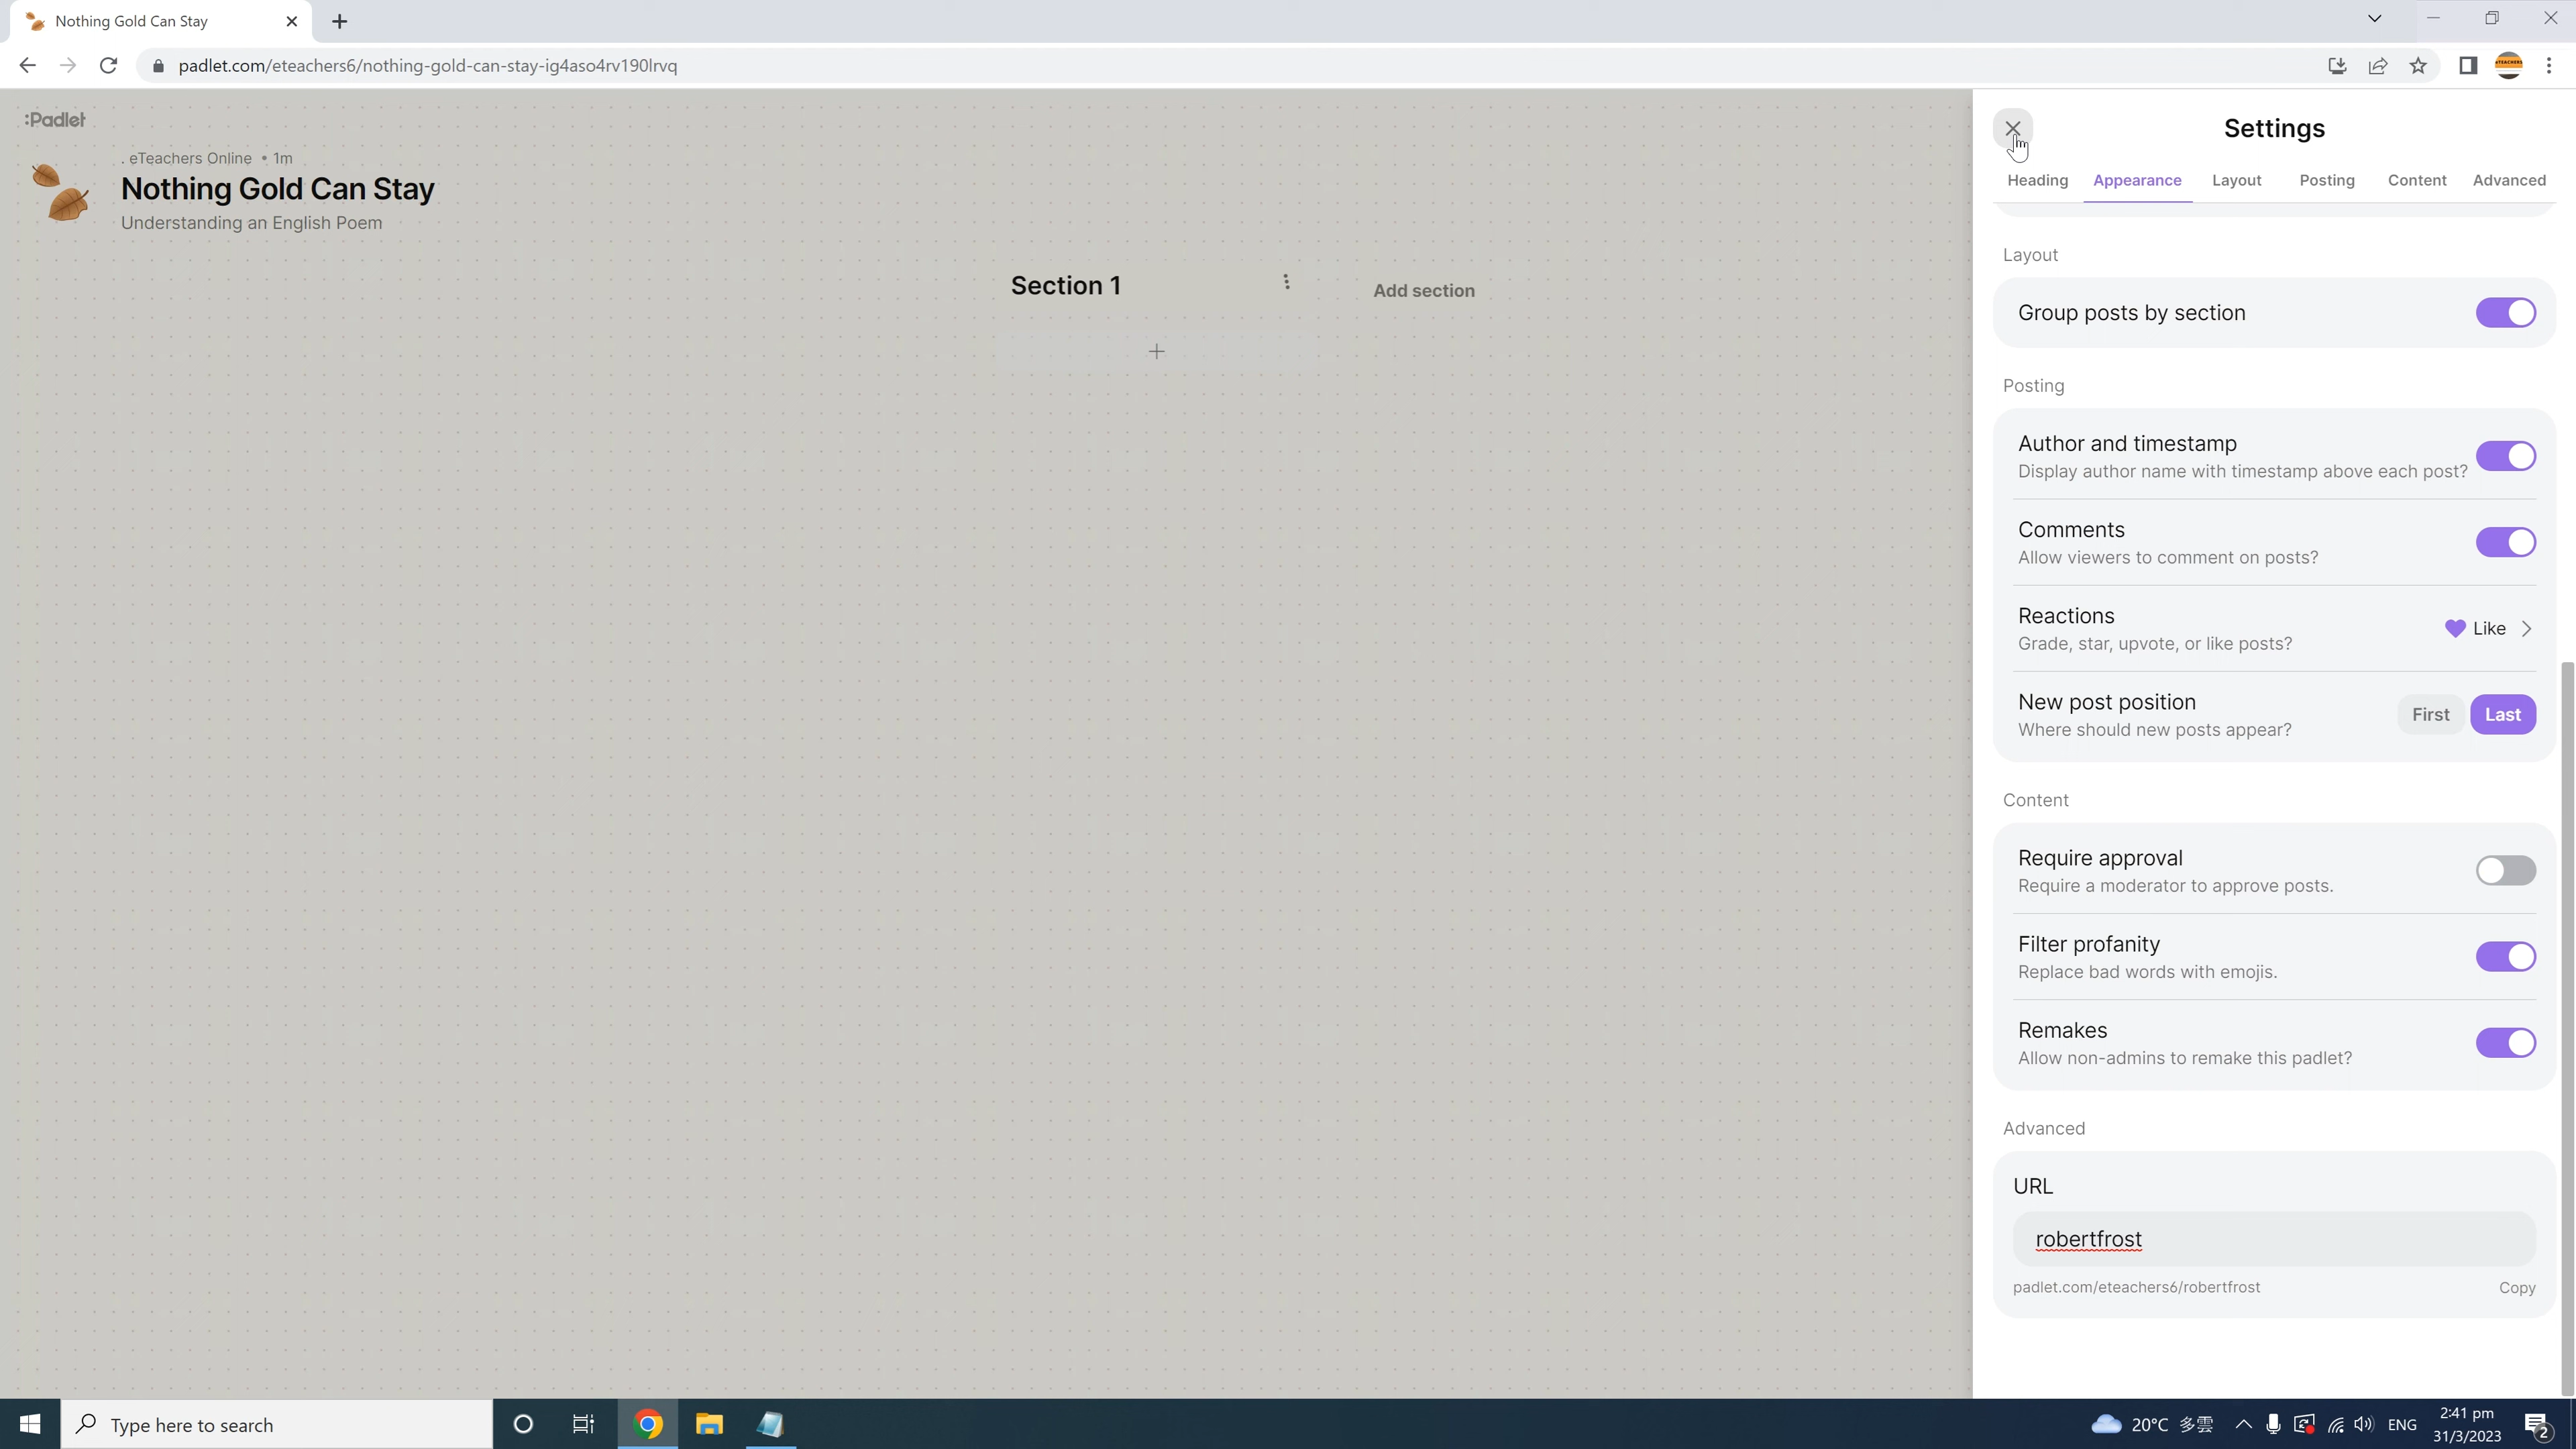 Nothing Gold Can Stay
padlet.com/eteachers6/nothing-gold-can-stay-ig4aso4rv190lrvq
eTEACHERS
:Padlet
. eTeachers Online • 1m
Nothing Gold Can Stay
Understanding an English Poem
Section 1
Add section
Settings
Heading Appearance Layout Posting Content Advanced
Layout
Group posts by section
Posting
Author and timestamp
Display author name with timestamp above each post?
Comments
Allow viewers to comment on posts?
Reactions
Like
Grade, star, upvote, or like posts?
New post position
First Last
Where should new posts appear?
Content
Require approval
Require a moderator to approve posts.
Filter profanity
Replace bad words with emojis.
Remakes
Allow non-admins to remake this padlet?
Advanced
URL
robertfrost
padlet.com/eteachers6/robertfrost Copy
Type here to search
20°C 多雲
ENG
2:41 pm
31/3/2023
2